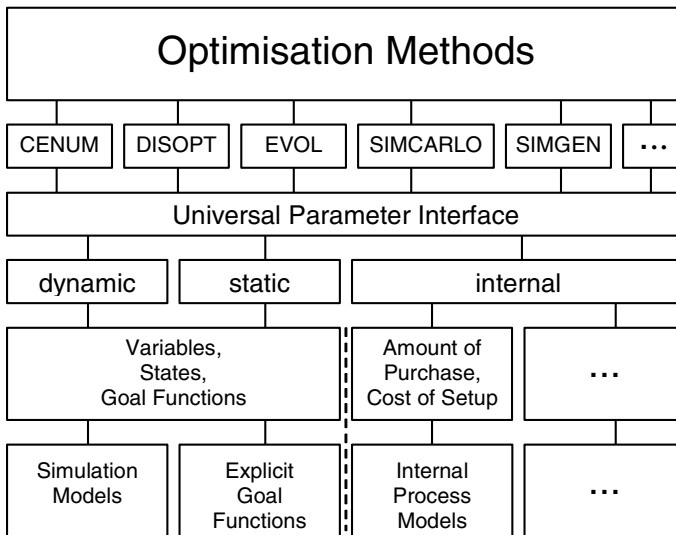 Optimisation Methods
CENUM DISOPT EVOL SIMCARLO SIMGEN ...
Universal Parameter Interface
dynamic static internal
Variables,
States,
Goal Functions
Amount of
Purchase,
Cost of Setup
...
Simulation
Models
Explicit
Goal
Functions
Internal
Process
Models
...